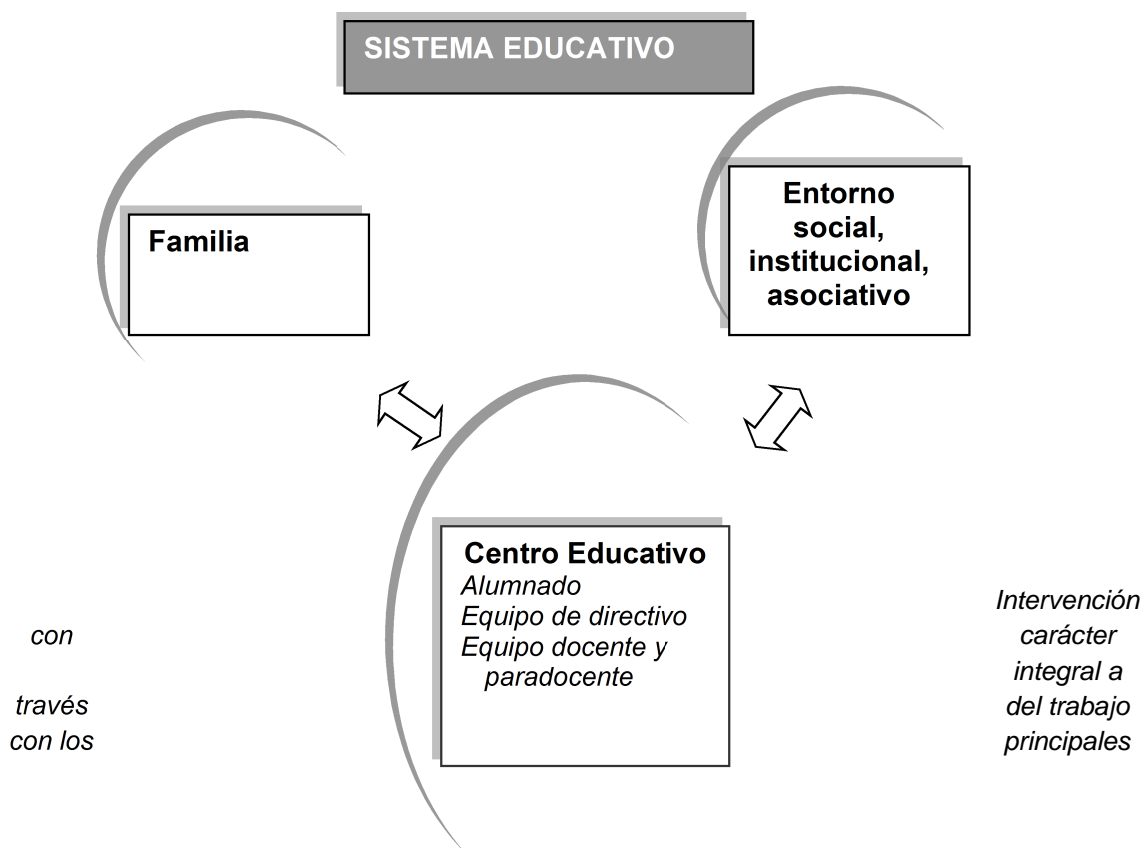 SISTEMA EDUCATIVO
Familia
Entorno
social,
institucional,
asociativo
Centro Educativo
Alumnado
Equipo de directivo
Equipo docente y
paradocente
Intervención
con carácter
integral a
través del trabajo
con los principales